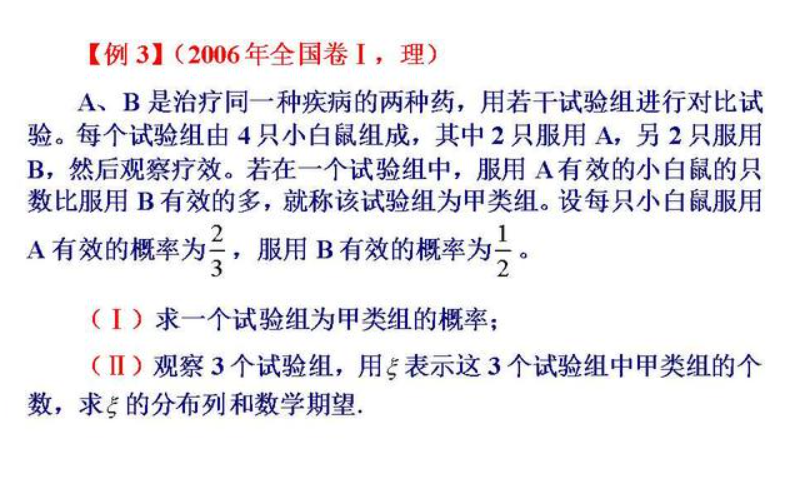 【例 3】（2006 年全国卷Ⅰ，理）
A、B 是治疗同一种疾病的两种药，用若干试验组进行对比试
验。每个试验组由 4 只小白鼠组成，其中 2 只服用 A，另 2 只服用
B，然后观察疗效。若在一个试验组中，服用 A 有效的小白鼠的只
数比服用 B 有效的多，就称该试验组为甲类组。设每只小白鼠服用
A 有效的概率为2/3，服用 B 有效的概率为1/2。
（Ⅰ）求一个试验组为甲类组的概率；
（Ⅱ）观察 3 个试验组，用ξ表示这 3 个试验组中甲类组的个
数，求ξ的分布列和数学期望.